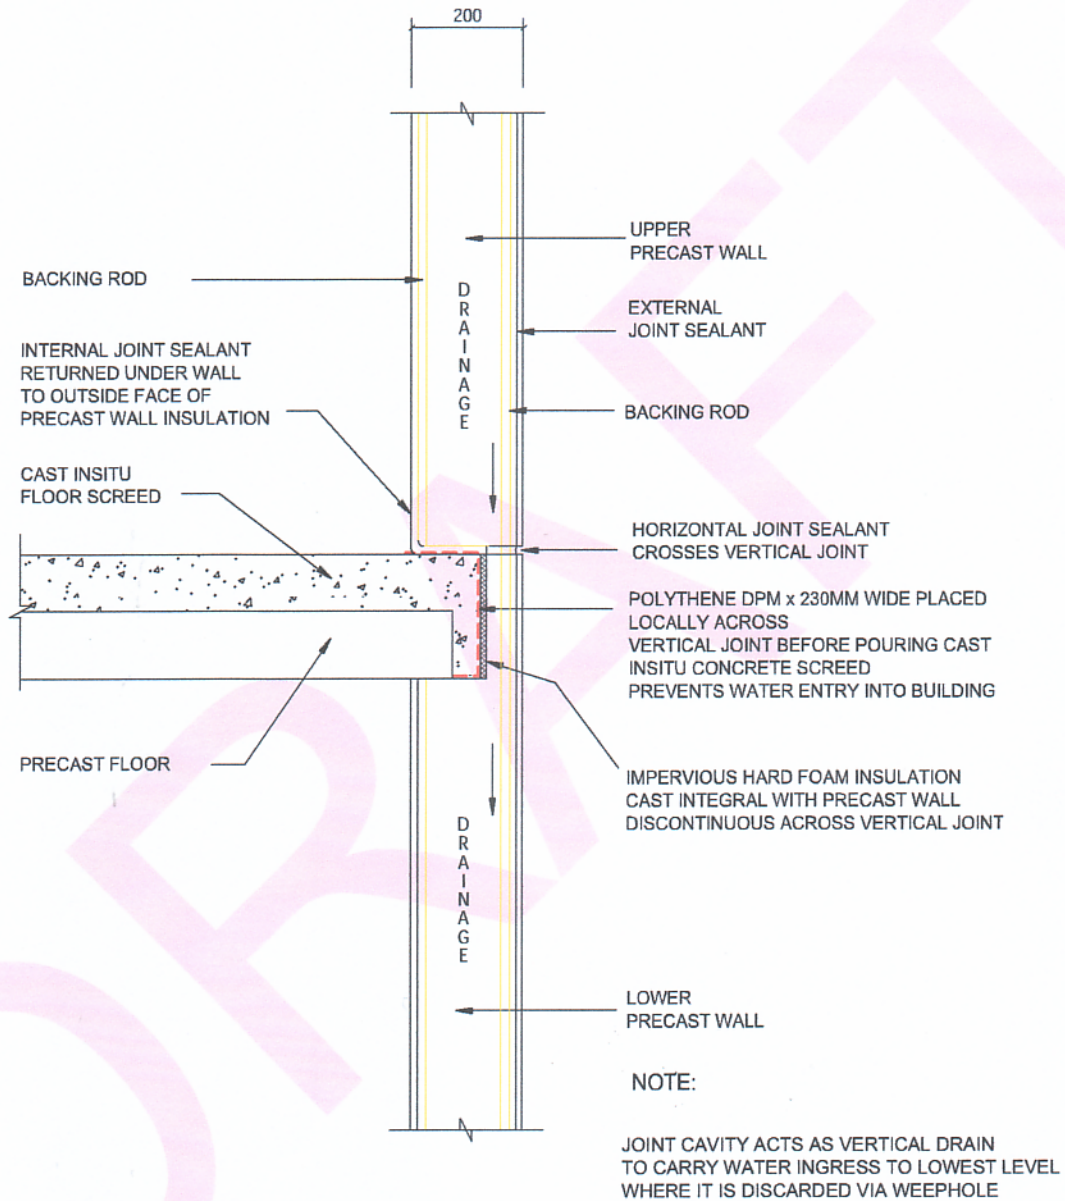 200
UPPER
PRECAST WALL
BACKING ROD
DRAINAGE
EXTERNAL
JOINT SEALANT
INTERNAL JOINT SEALANT
RETURNED UNDER WALL
TO OUTSIDE FACE OF
PRECAST WALL INSULATION
BACKING ROD
CAST INSITU
FLOOR SCREED
HORIZONTAL JOINT SEALANT
CROSSES VERTICAL JOINT
POLYTHENE DPM x 230MM WIDE PLACED
LOCALLY ACROSS
VERTICAL JOINT BEFORE POURING CAST
INSITU CONCRETE SCREED
PREVENTS WATER ENTRY INTO BUILDING
PRECAST FLOOR
IMPERVIOUS HARD FOAM INSULATION
CAST INTEGRAL WITH PRECAST WALL
DISCONTINUOUS ACROSS VERTICAL JOINT
DRAINAGE
LOWER
PRECAST WALL
NOTE:
JOINT CAVITY ACTS AS VERTICAL DRAIN
TO CARRY WATER INGRESS TO LOWEST LEVEL
WHERE IT IS DISCARDED VIA WEEPHOLE
DRAFT